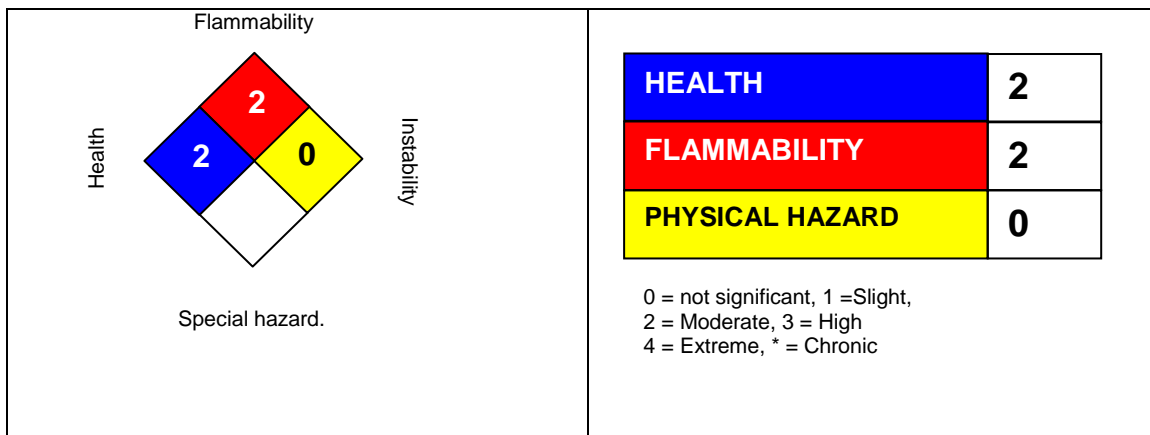 Flammability
2
Health
2
0
Instability
Special hazard.
HEALTH 2
FLAMMABILITY 2
PHYSICAL HAZARD 0
0 = not significant, 1 =Slight,
2 = Moderate, 3 = High
4 = Extreme, * = Chronic